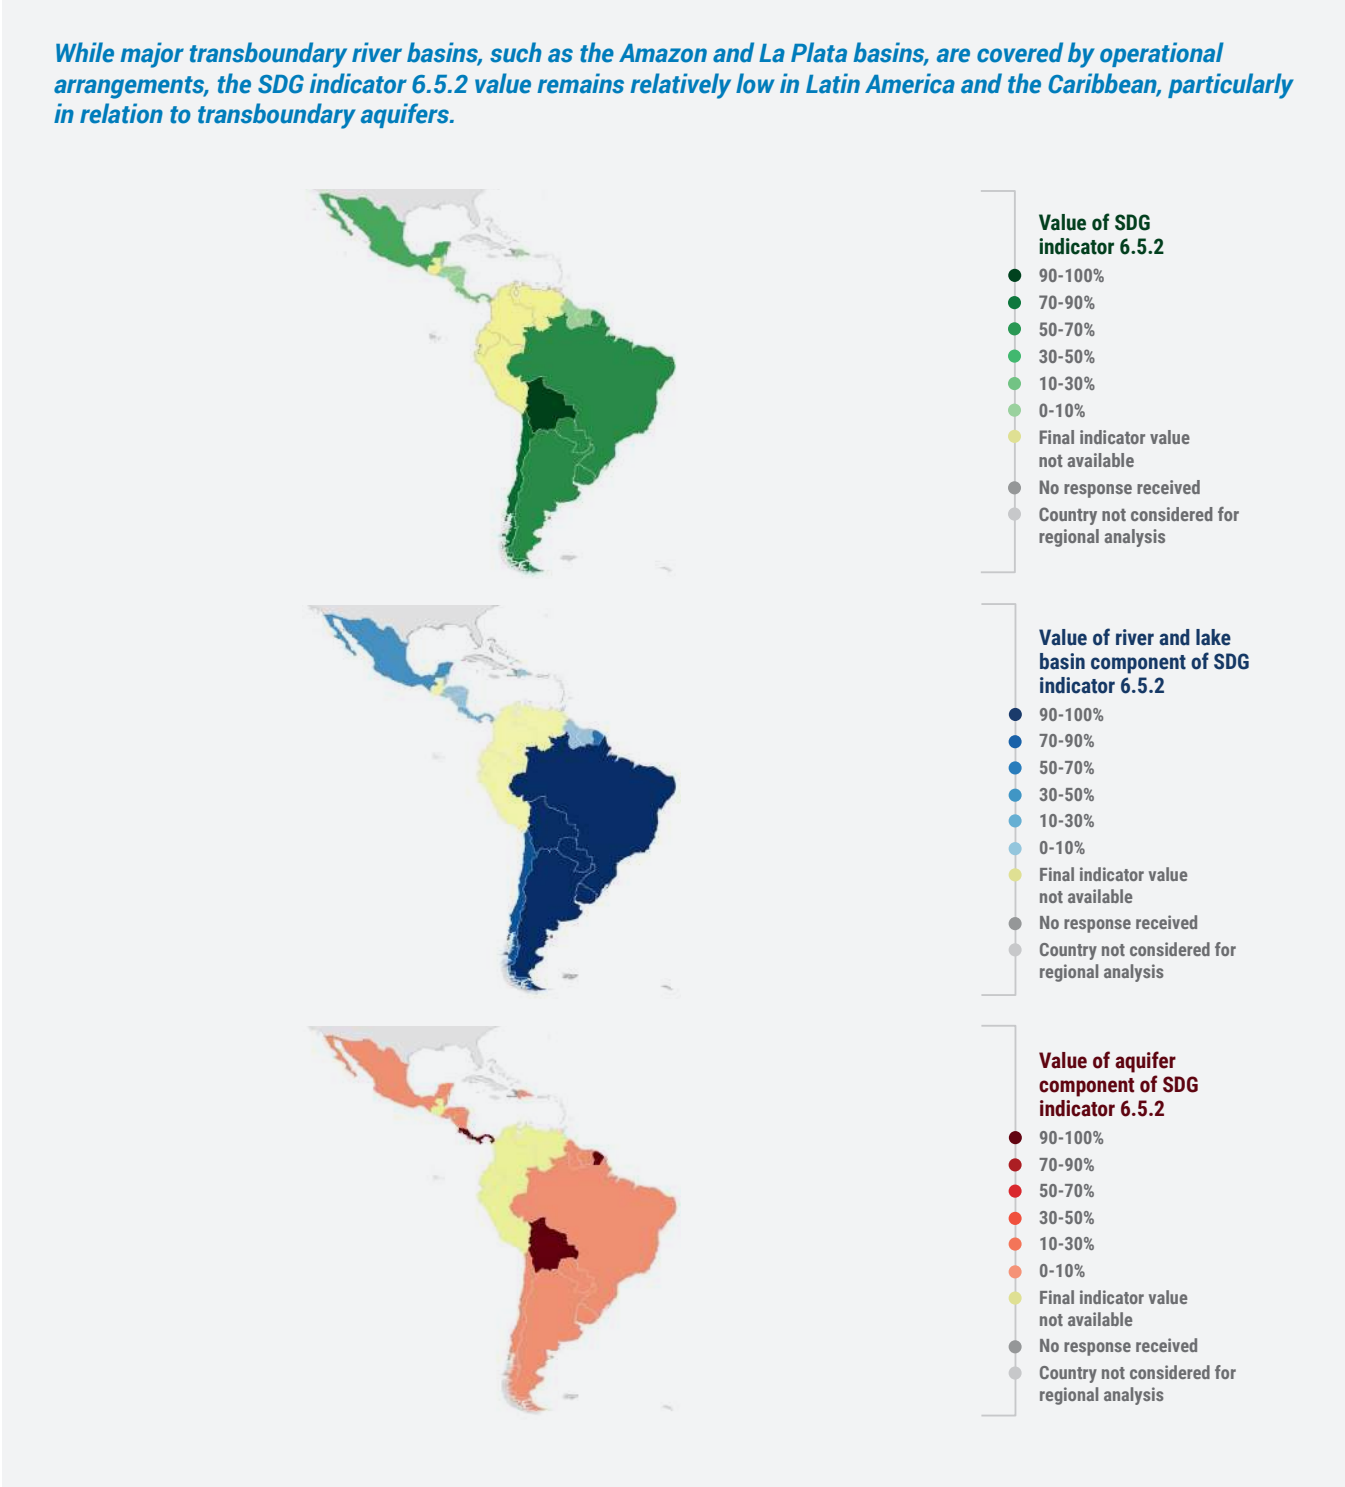 While major transboundary river basins, such as the Amazon and La Plata basins, are covered by operational
arrangements, the SDG indicator 6.5.2 value remains relatively low in Latin America and the Caribbean, particularly
in relation to transboundary aquifers.
Value of SDG
indicator 6.5.2
90-100%
70-90%
50-70%
30-50%
10-30%
0-10%
Final indicator value
not available
No response received
Country not considered for
regional analysis
Value of river and lake
basin component of SDG
indicator 6.5.2
90-100%
70-90%
50-70%
30-50%
10-30%
0-10%
Final indicator value
not available
No response received
Country not considered for
regional analysis
Value of aquifer
component of SDG
indicator 6.5.2
90-100%
70-90%
50-70%
30-50%
10-30%
0-10%
Final indicator value
not available
No response received
Country not considered for
regional analysis